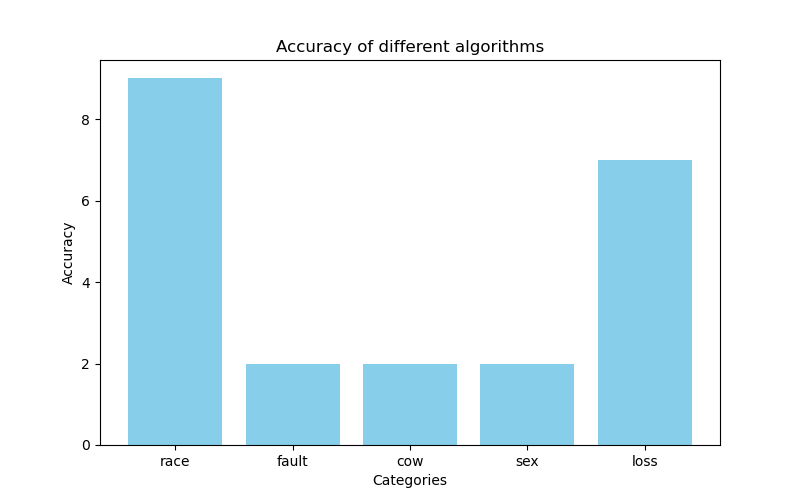 Accuracy of different algorithms
Accuracy
8
6
4
2
0
race fault cow sex loss
Categories